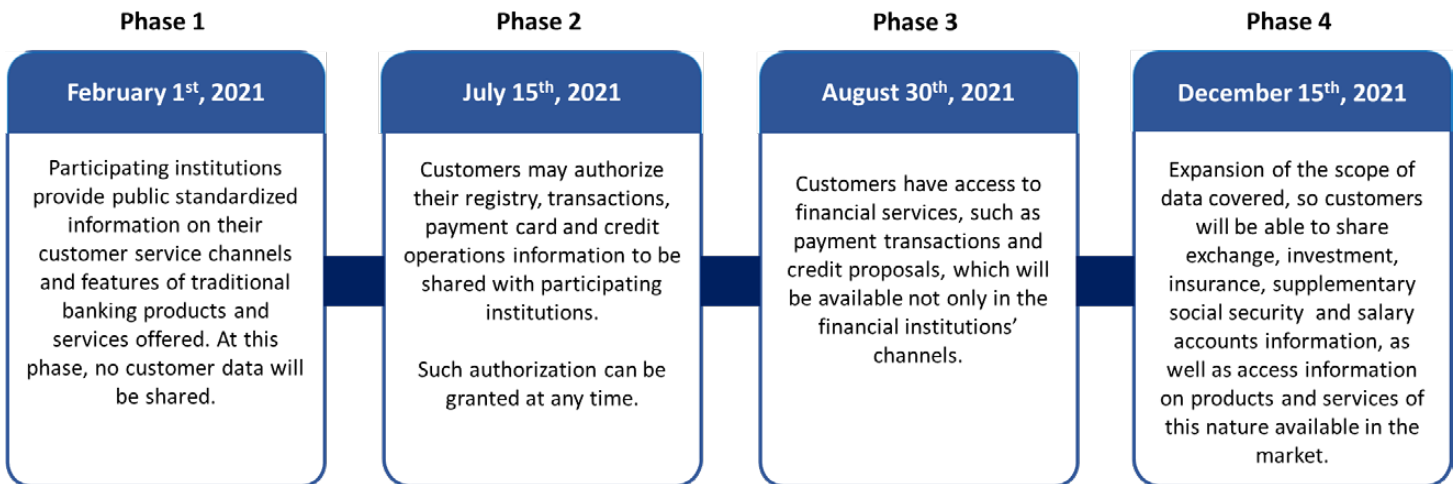 Phase 1
February 1st, 2021
Participating institutions
provide public standardized
information on their
customer service channels
and features of traditional
banking products and
services offered. At this
phase, no customer data will
be shared.
Phase 2
July 15th, 2021
Customers may authorize
their registry, transactions,
payment card and credit
operations information to be
shared with participating
institutions.
Such authorization can be
granted at any time.
Phase 3
August 30th, 2021
Customers have access to
financial services, such as
payment transactions and
credit proposals, which will
be available not only in the
financial institutions’
channels.
Phase 4
December 15th, 2021
Expansion of the scope of
data covered, so customers
will be able to share
exchange, investment,
insurance, supplementary
social security and salary
accounts information, as
well as access information
on products and services of
this nature available in the
market.